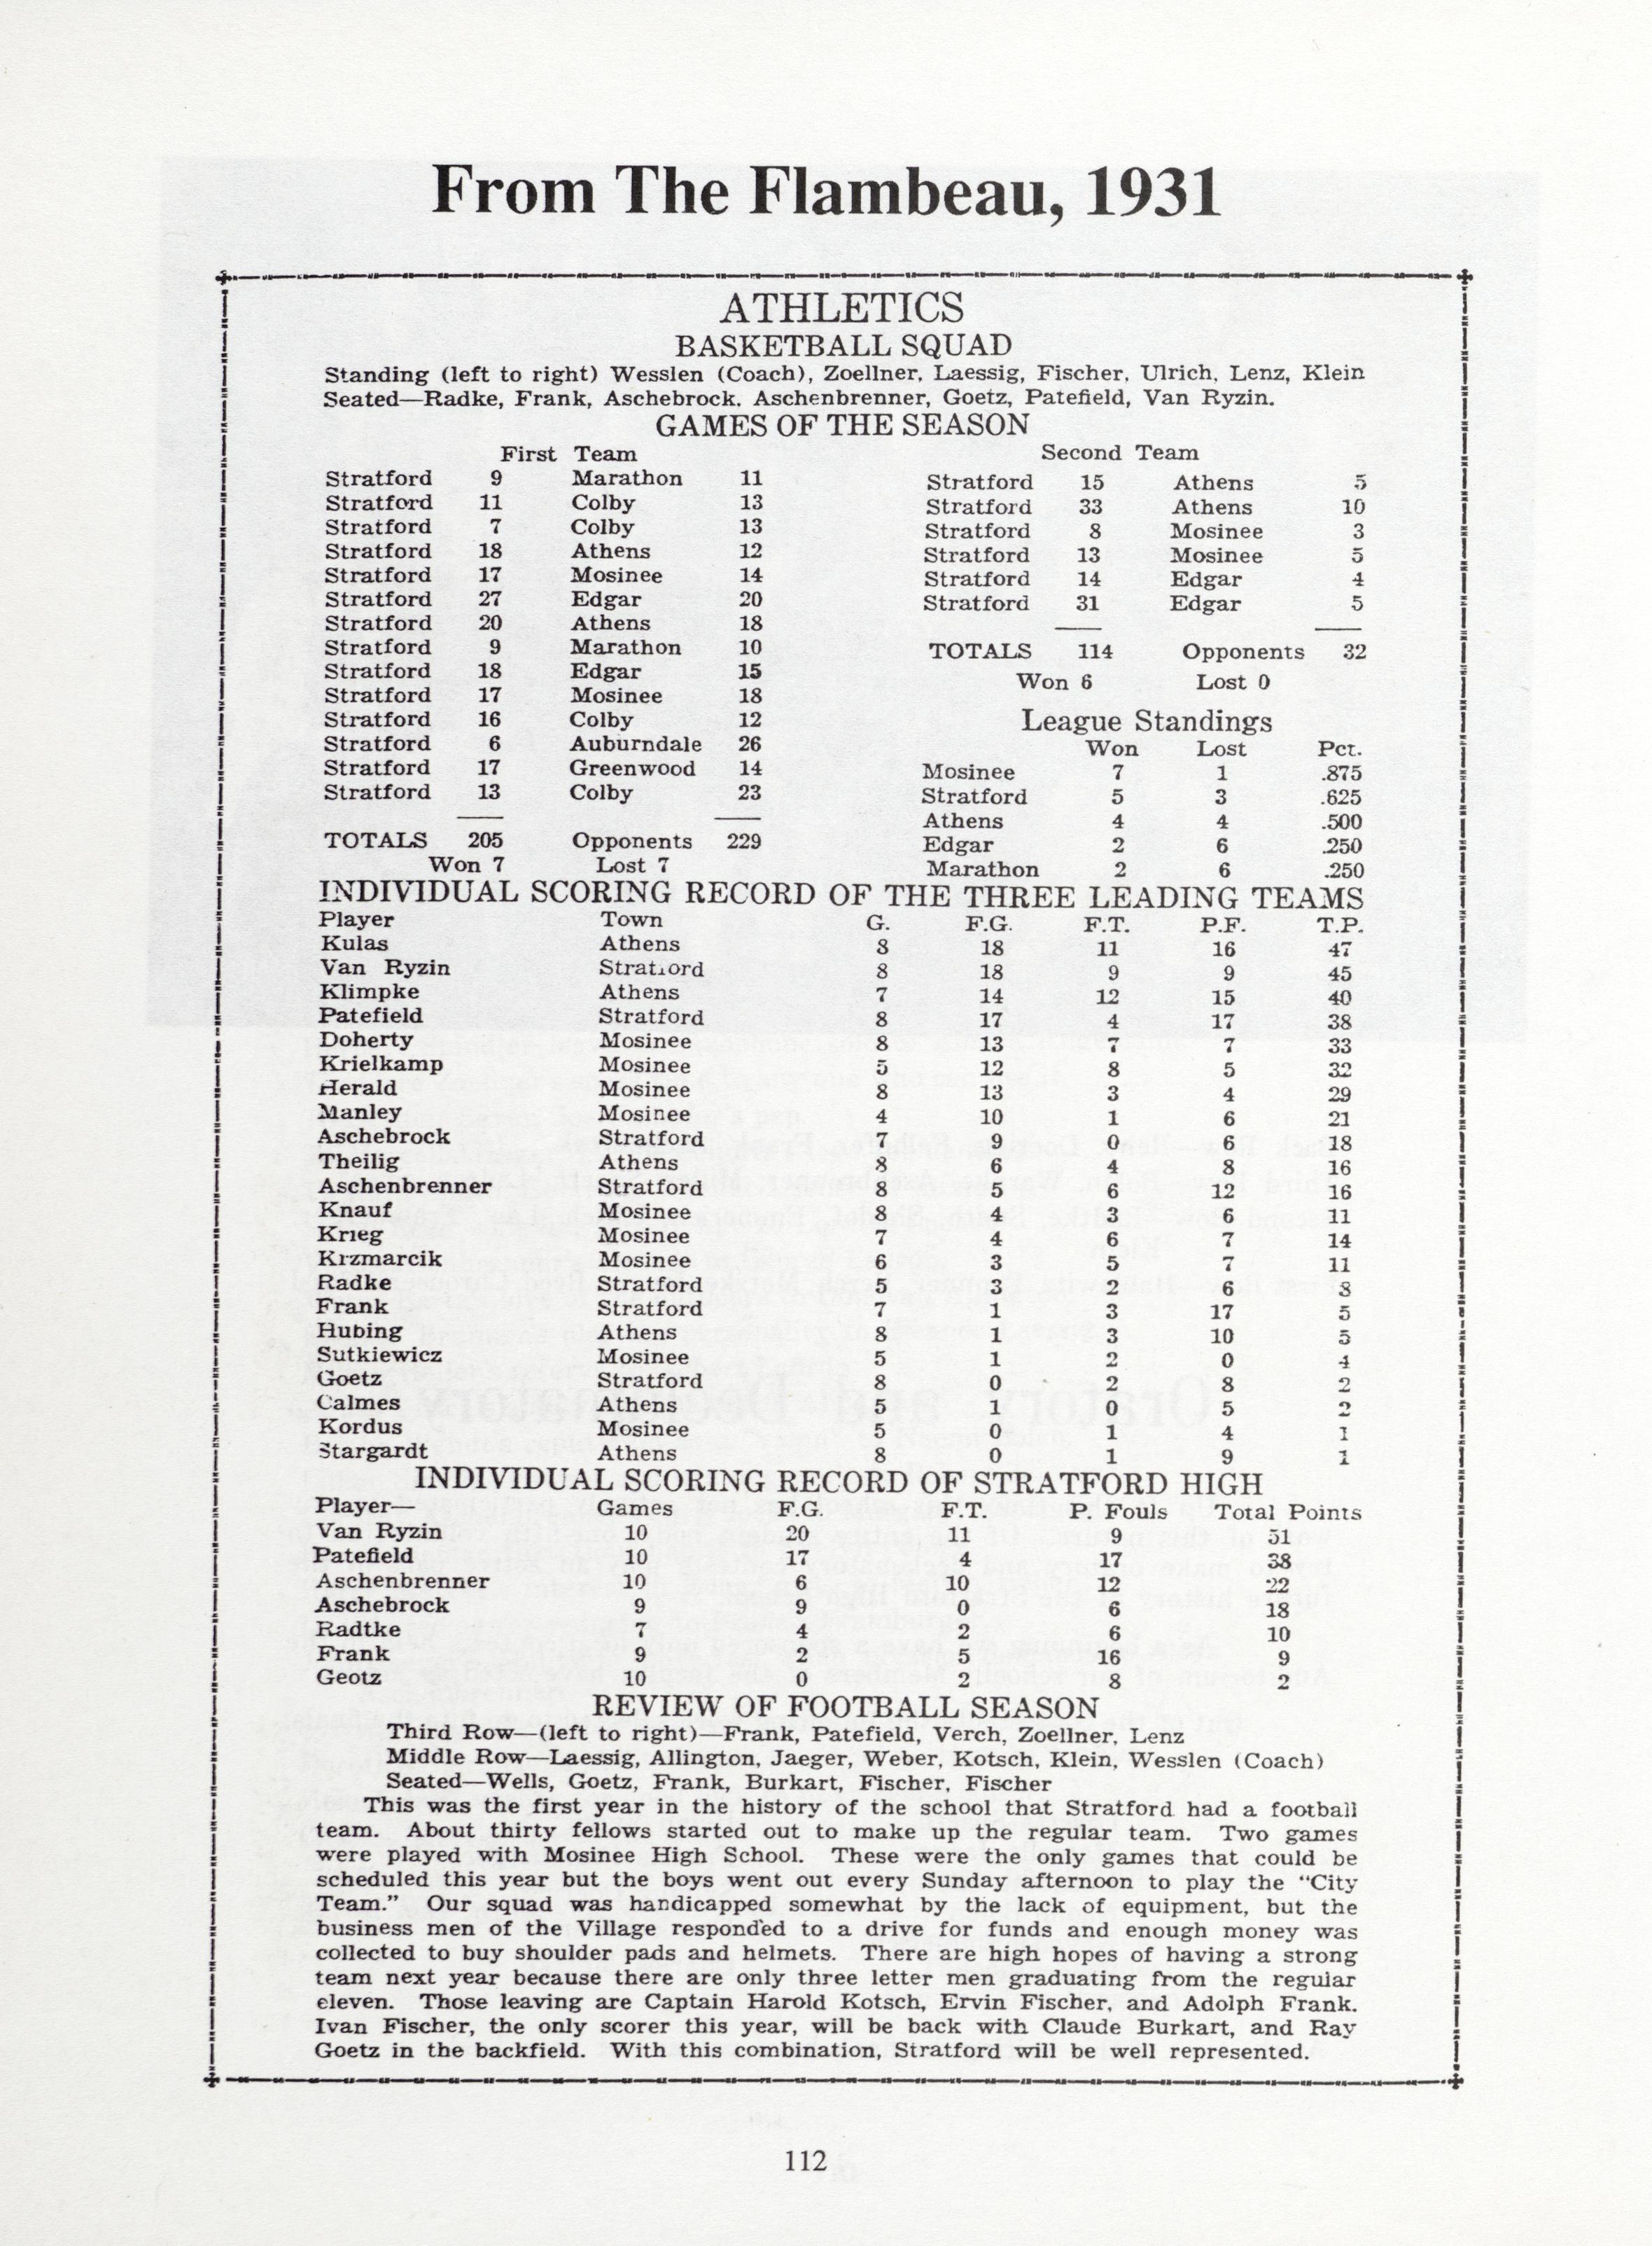 From The Flambeau, 1931
ATHLETICS
BASKETBALL SQUAD
Standing (left to right) Wesslen (Coach), Zoellner, Laessig, Fischer, Ulrich, Lenz, Klein
Seated—Radke, Frank, Aschebrock. Aschenbrenner, Goetz, Patefield, Van Ryzin.
GAMES OF THE SEASON
First Team
Stratford 9 Marathon 11
Stratford 11 Colby 13
Stratford 7 Colby 13
Stratford 18 Athens 12
Stratford 17 Mosinee 14
Stratford 27 Edgar 20
Stratford 20 Athens 18
Stratford 9 Marathon 10
Stratford 18 Edgar 15
Stratford 17 Mosinee 18
Stratford 16 Colby 12
Stratford 6 Auburndale 26
Stratford 17 Greenwood 14
Stratford 13 Colby 23
TOTALS 205 Opponents 229
Won 7 Lost 7
Second Team
Stratford 15 Athens 5
Stratford 33 Athens 10
Stratford 8 Mosinee 3
Stratford 13 Mosinee 5
Stratford 14 Edgar 4
Stratford 31 Edgar 5
TOTALS 114 Opponents 32
Won 6 Lost 0
League Standings
Won Lost Pct.
Mosinee 7 1 .875
Stratford 5 3 .625
Athens 4 4 .500
Edgar 2 6 .250
Marathon 2 6 .250
INDIVIDUAL SCORING RECORD OF THE THREE LEADING TEAMS
Player Town G. F.G. F.T. P.F. T.P.
Kulas Athens 8 18 11 16 47
Van Ryzin Stratford 8 18 9 9 45
Klimpke Athens 7 14 12 15 40
Patefield Stratford 8 17 4 17 38
Doherty Mosinee 8 13 7 7 33
Krielkamp Mosinee 5 12 8 5 32
Herald Mosinee 8 13 3 4 29
Manley Mosinee 4 10 1 6 21
Aschebrock Stratford 7 9 0 6 18
Theilig Athens 8 6 4 8 16
Aschenbrenner Stratford 8 5 6 12 16
Knauf Mosinee 8 4 3 6 11
Krieg Mosinee 7 4 6 7 14
Krzmarcik Mosinee 6 3 5 7 11
Radke Stratford 5 3 2 6 8
Frank Stratford 7 1 3 17 5
Hubing Athens 8 1 3 10 5
Sutkiewicz Mosinee 5 1 2 0 4
Goetz Stratford 8 0 2 8 2
Calmes Athens 5 1 0 5 2
Kordus Mosinee 5 0 1 4 1
Stargardt Athens 8 0 1 9 1
INDIVIDUAL SCORING RECORD OF STRATFORD HIGH
Player— Games F.G. F.T. P. Fouls Total Points
Van Ryzin 10 20 11 9 51
Patefield 10 17 4 17 38
Aschenbrenner 10 6 10 12 22
Aschebrock 9 9 0 6 18
Radtke 7 4 2 6 10
Frank 9 2 5 16 9
Geotz 10 0 2 8 2
REVIEW OF FOOTBALL SEASON
Third Row—(left to right)—Frank, Patefield, Verch, Zoellner, Lenz
Middle Row—Laessig, Allington, Jaeger, Weber, Kotsch, Klein, Wesslen (Coach)
Seated—Wells, Goetz, Frank, Burkart, Fischer, Fischer
This was the first year in the history of the school that Stratford had a football
team. About thirty fellows started out to make up the regular team. Two games
were played with Mosinee High School. These were the only games that could be
scheduled this year but the boys went out every Sunday afternoon to play the "City
Team." Our squad was handicapped somewhat by the lack of equipment, but the
business men of the Village responded to a drive for funds and enough money was
collected to buy shoulder pads and helmets. There are high hopes of having a strong
team next year because there are only three letter men graduating from the regular
eleven. Those leaving are Captain Harold Kotsch, Ervin Fischer, and Adolph Frank.
Ivan Fischer, the only scorer this year, will be back with Claude Burkart, and Ray
Goetz in the backfield. With this combination, Stratford will be well represented.
112